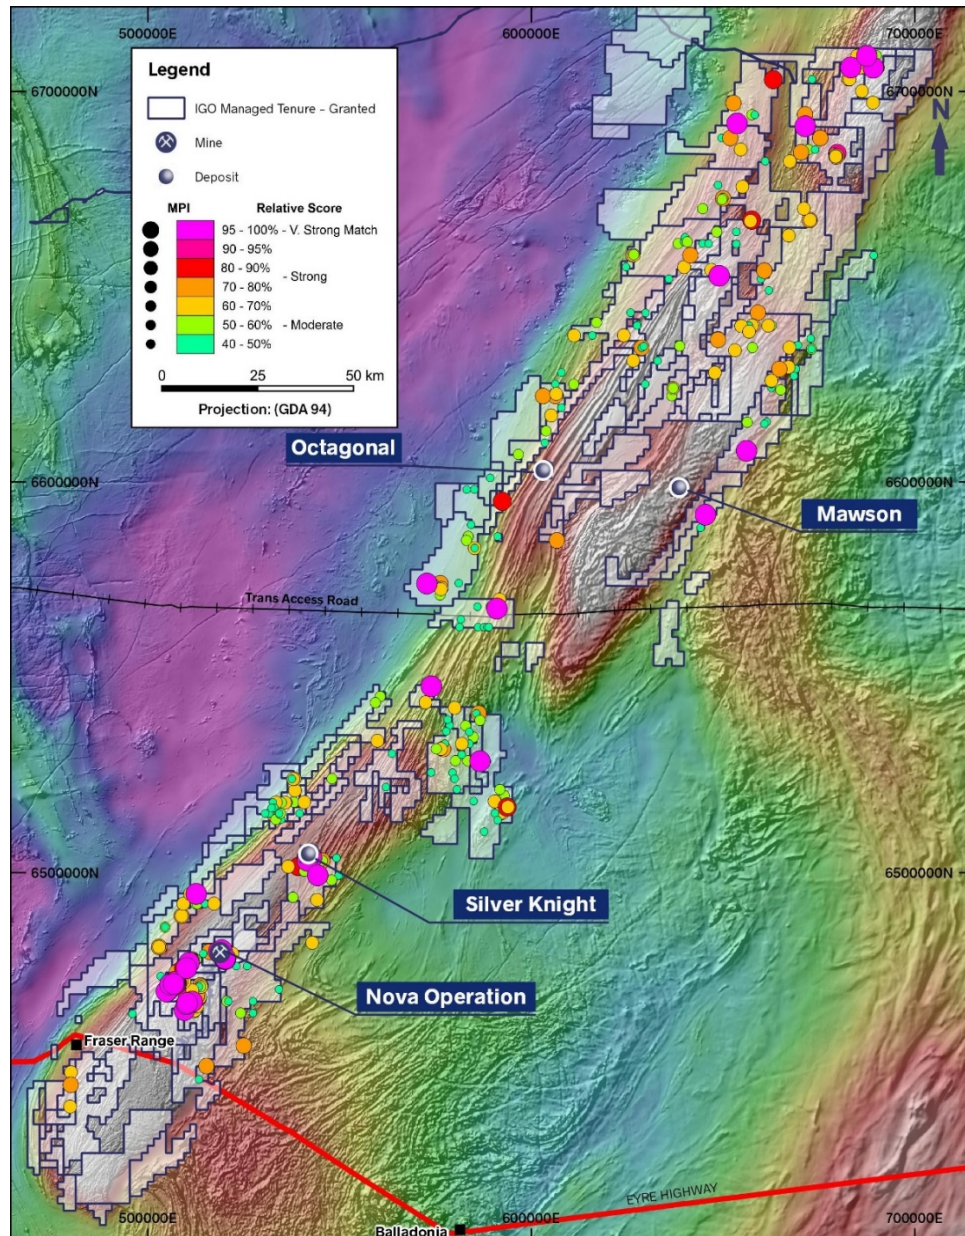 500000E 600000E 700000E
6700000N 6700000N
N
Legend
IGO Managed Tenure - Granted
Mine
Deposit
MPI Relative Score
95 - 100% - V. Strong Match
90 - 95%
80 - 90%
- Strong
70 - 80%
60 - 70%
50 - 60% - Moderate
40 - 50%
0 25 50 km
Projection: (GDA 94)
Octagonal
6600000N 6600000N
Mawson
Trans Access Road
6500000N 6500000N
Silver Knight
Nova Operation
Fraser Range
EYRE HIGHWAY
500000E 600000E 700000E
Balladonia